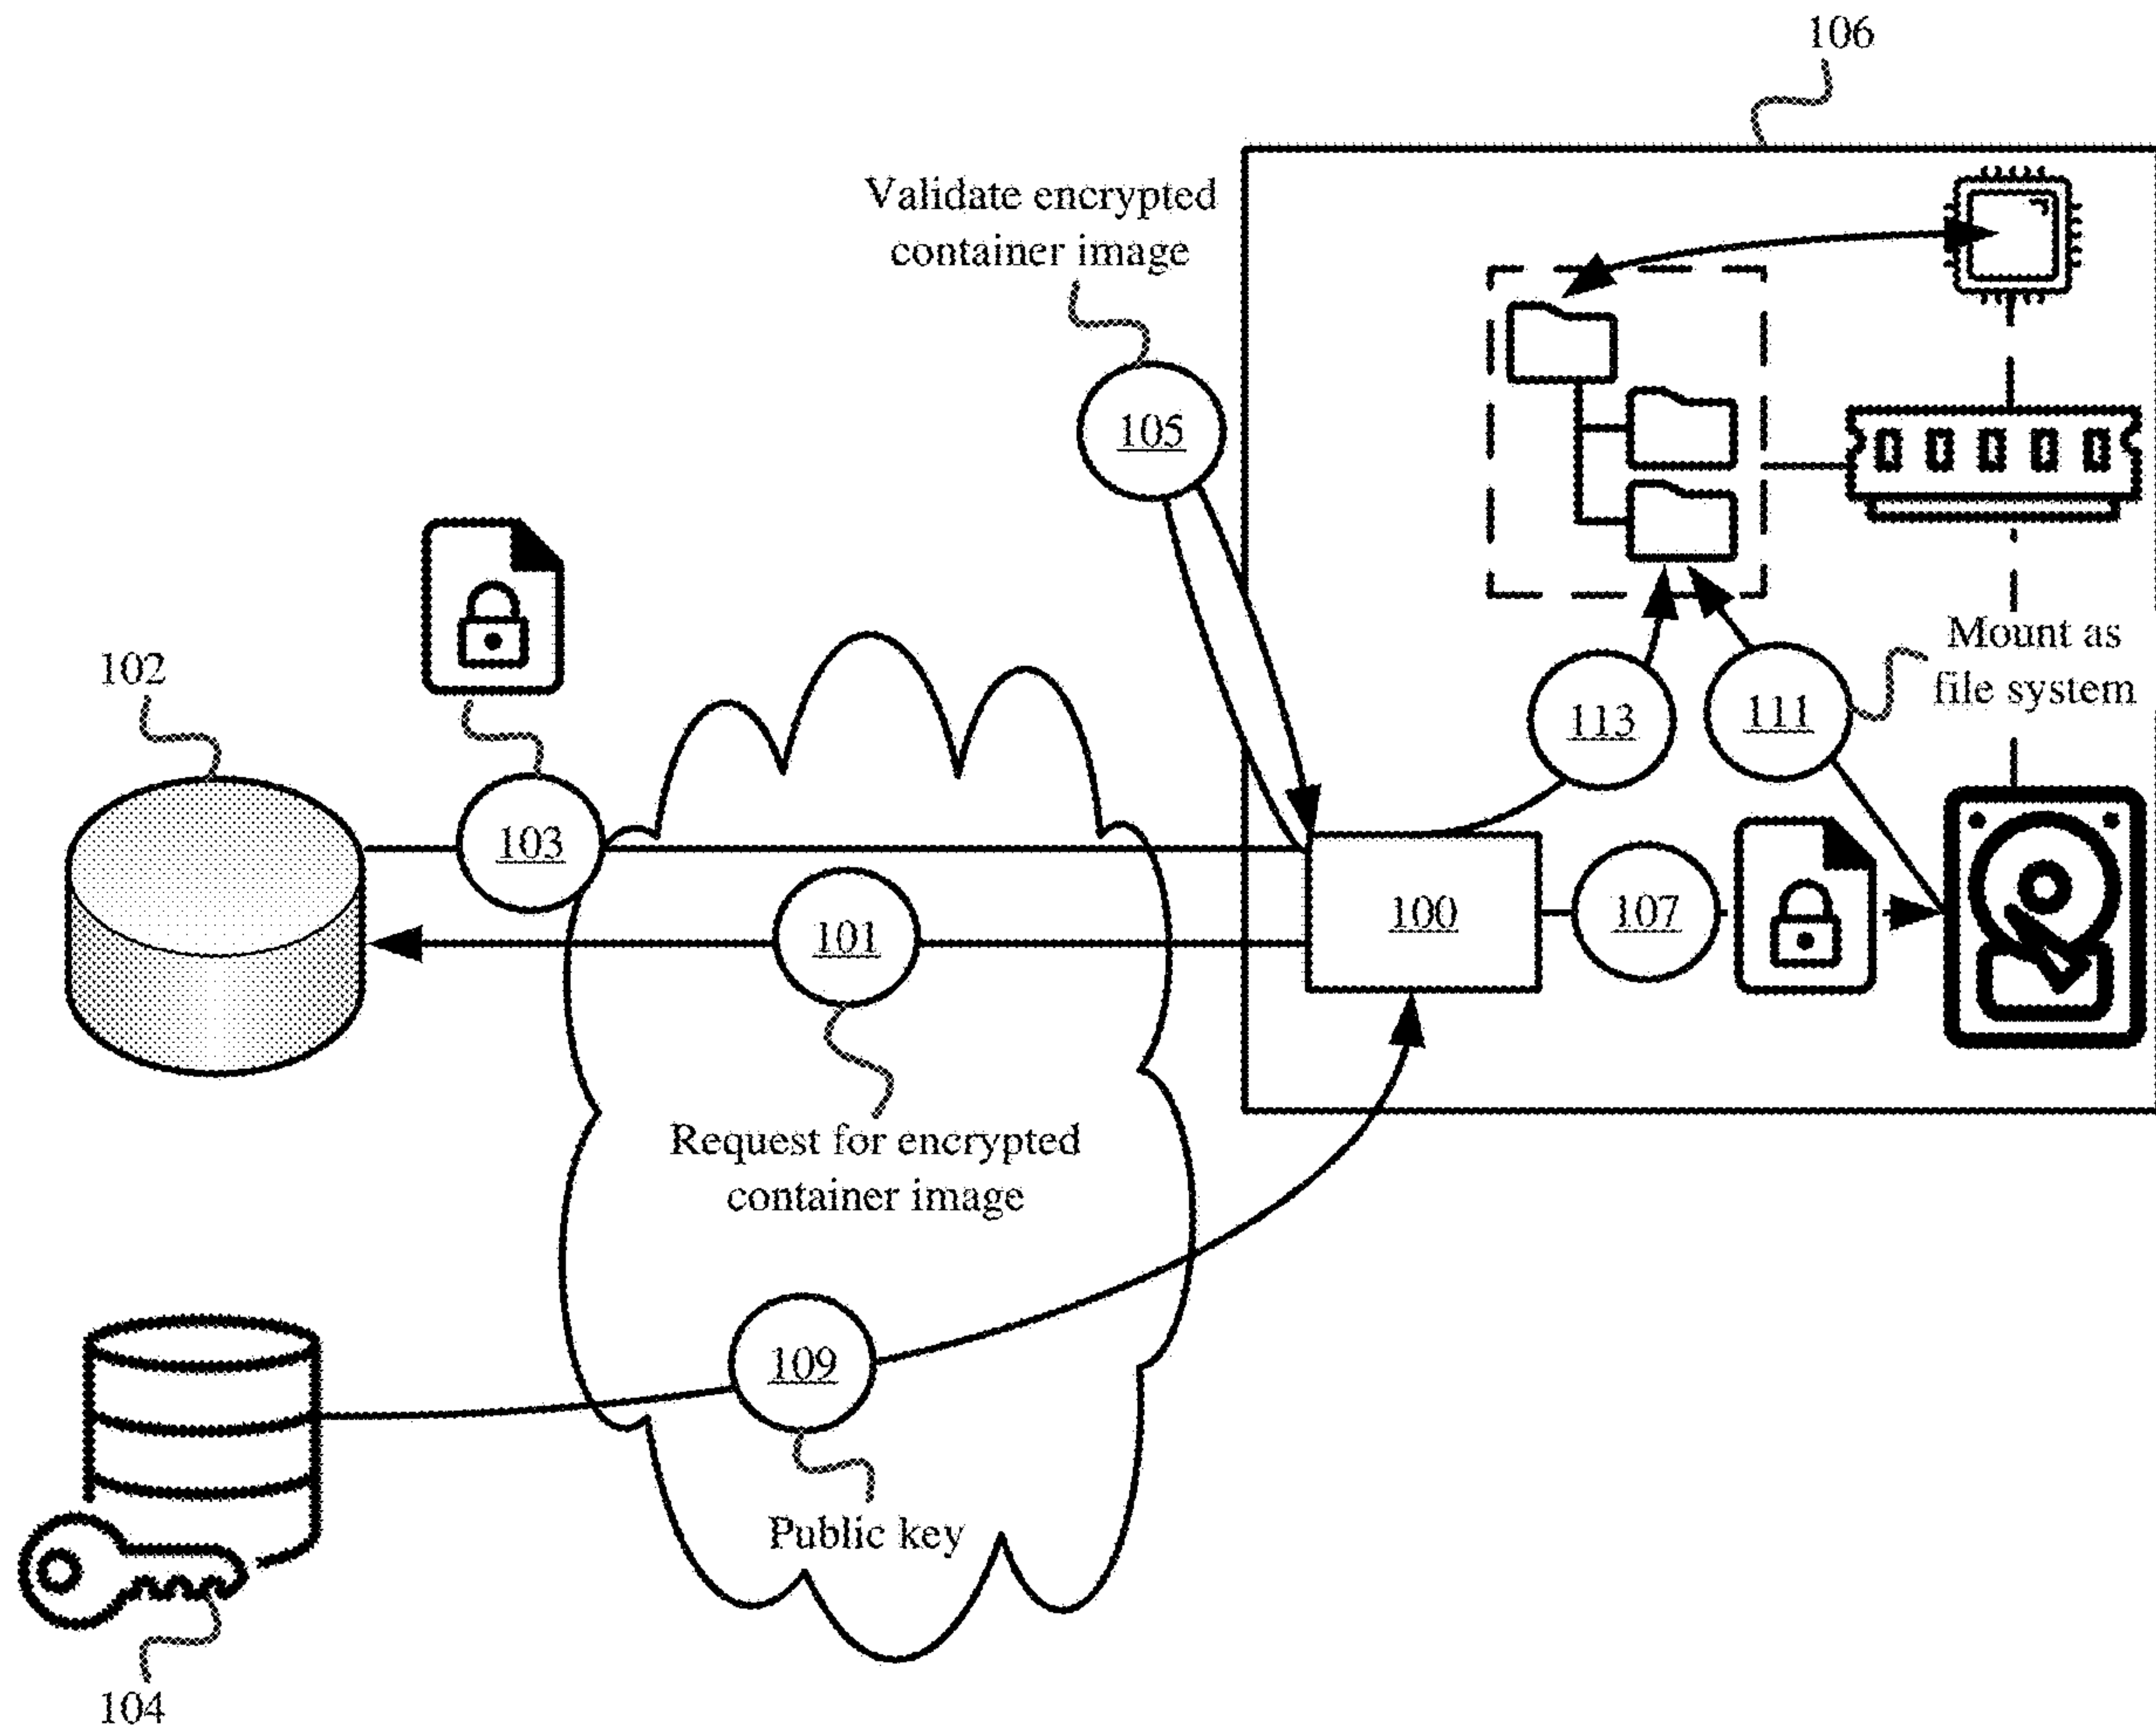 106
Validate encrypted
container image
105
102
103
Mount as
file system
113
111
101
100
107
Request for encrypted
container image
109
Public key
104